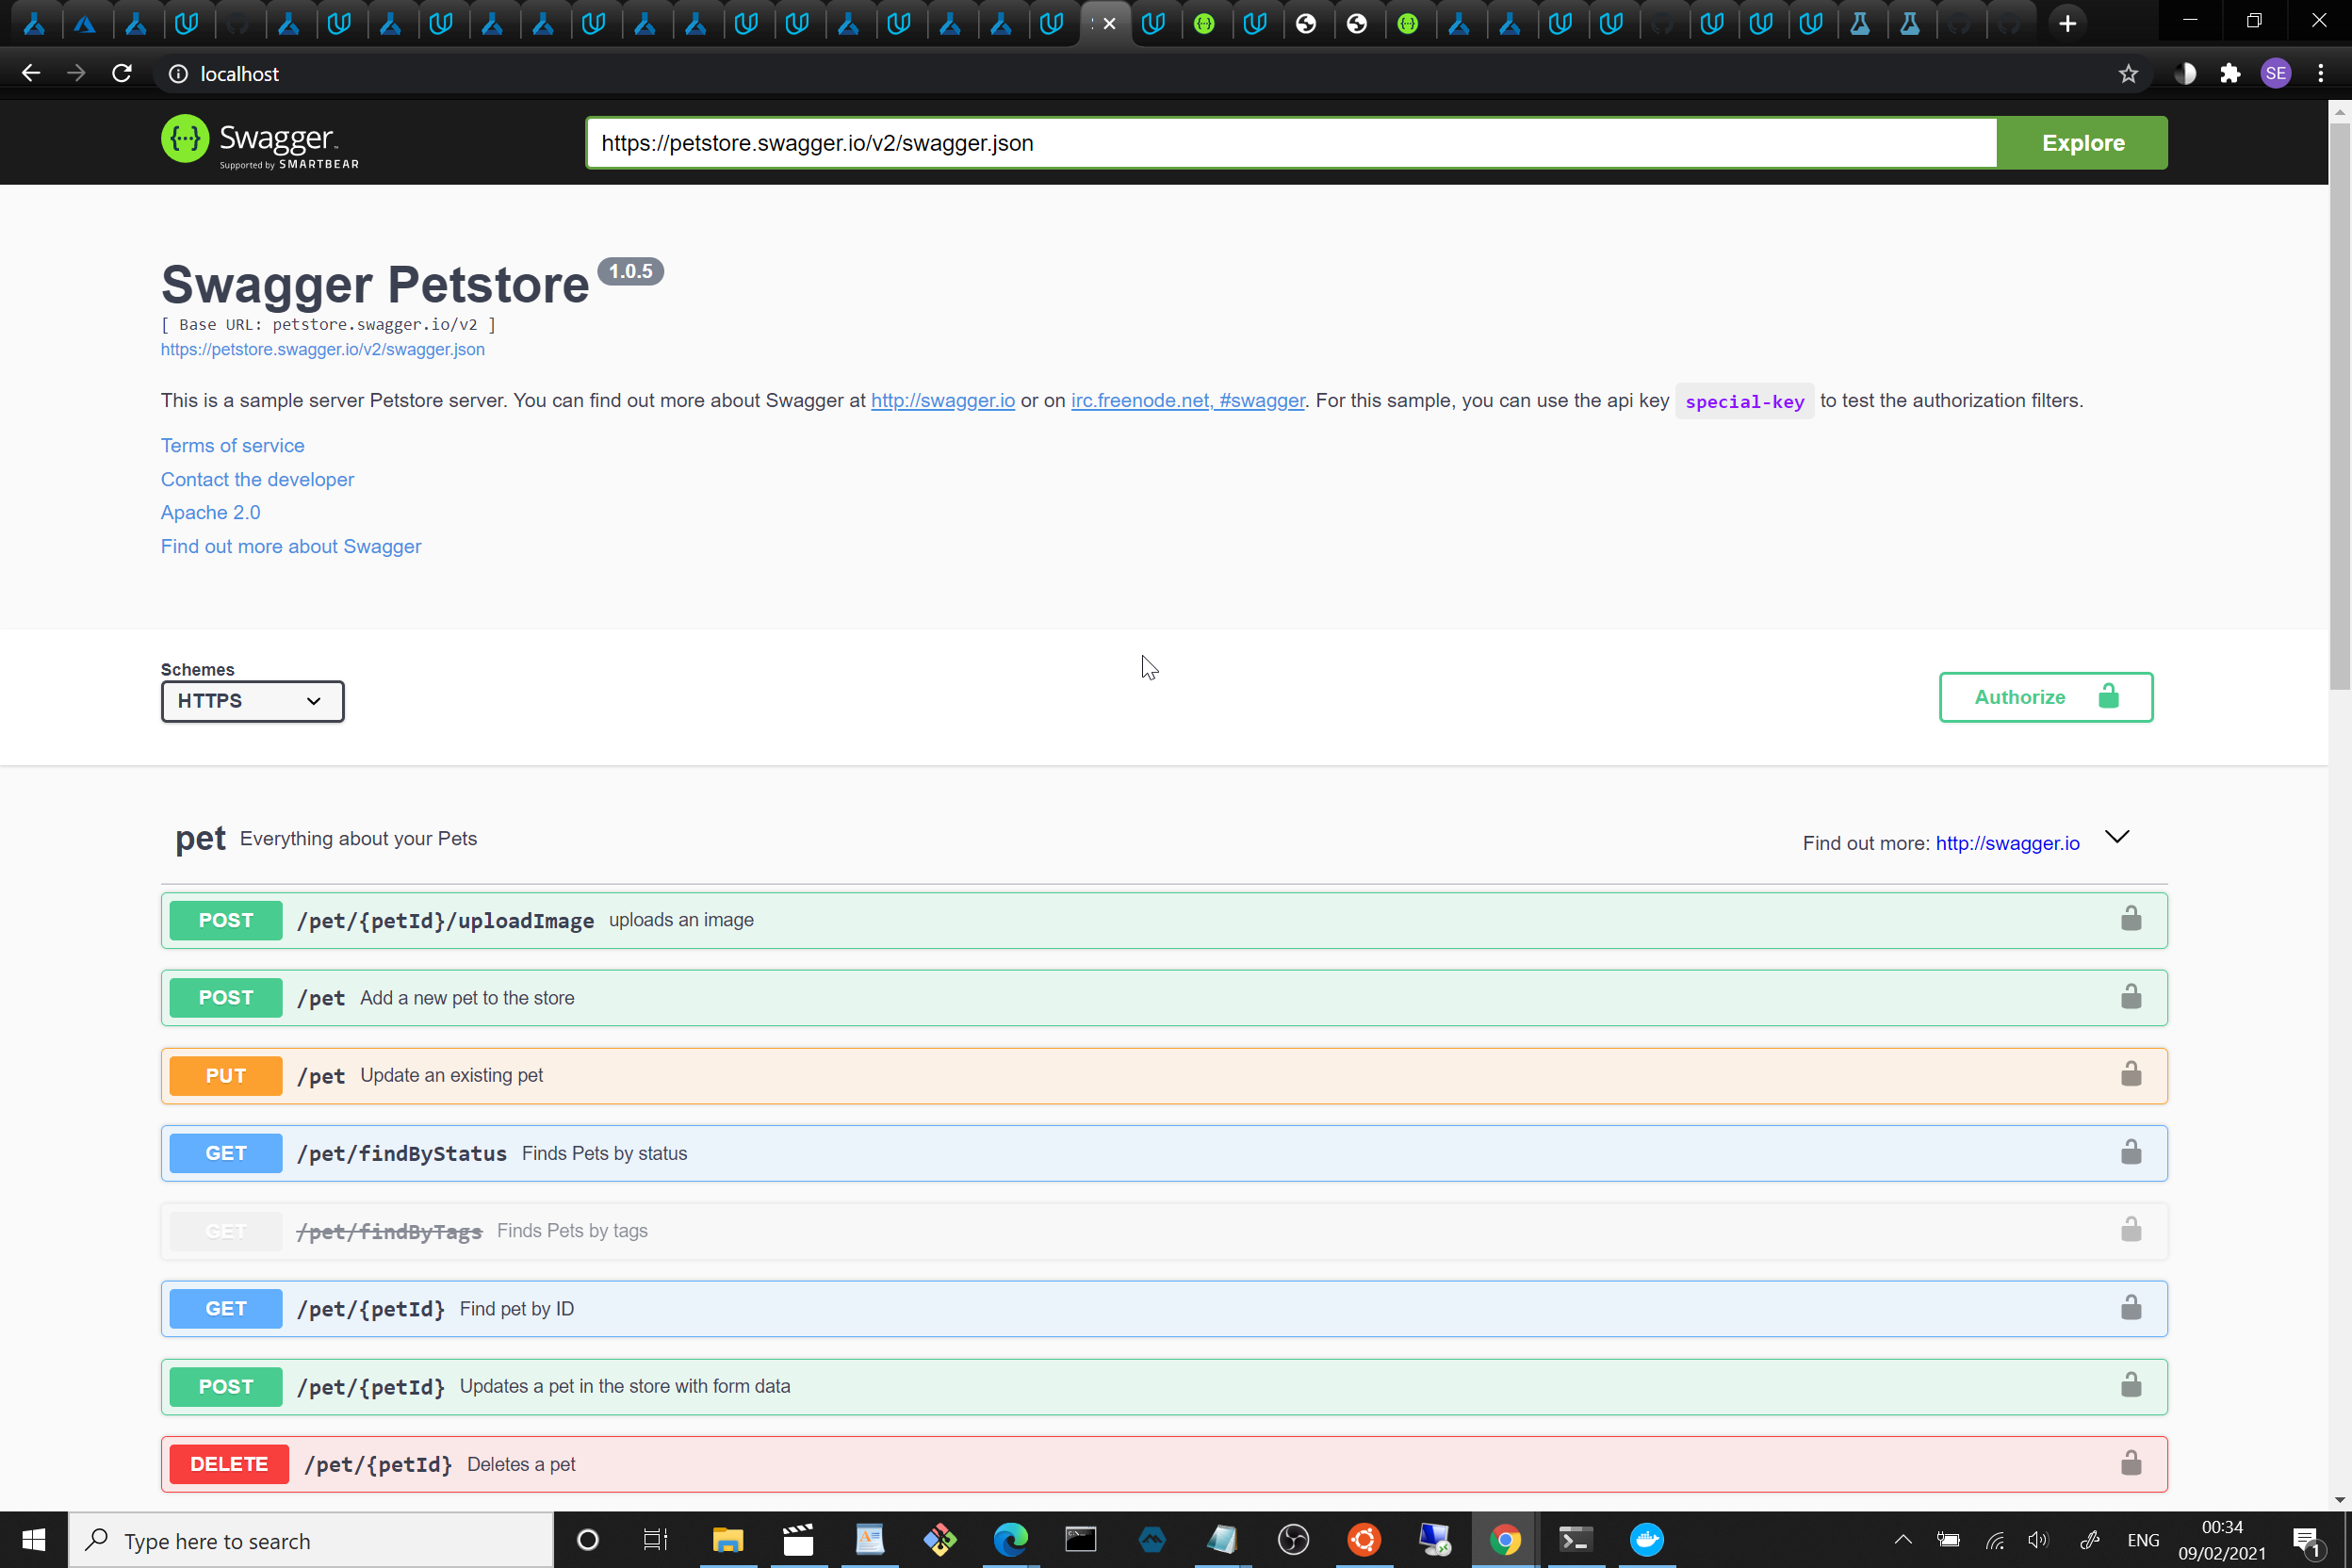 localhost
SE
Swagger
Supported by SMARTBEAR
https://petstore.swagger.io/v2/swagger.json
Explore
Swagger Petstore 1.0.5
[ Base URL: petstore.swagger.io/v2 ]
https://petstore.swagger.io/v2/swagger.json
This is a sample server Petstore server. You can find out more about Swagger at http://swagger.io or on irc.freenode.net, #swagger. For this sample, you can use the api key special-key to test the authorization filters.
Terms of service
Contact the developer
Apache 2.0
Find out more about Swagger
Schemes
HTTPS
Authorize
pet Everything about your Pets
Find out more: http://swagger.io
POST /pet/{petId}/uploadImage uploads an image
POST /pet Add a new pet to the store
PUT /pet Update an existing pet
GET /pet/findByStatus Finds Pets by status
GET /pet/findByTags Finds Pets by tags
GET /pet/{petId} Find pet by ID
POST /pet/{petId} Updates a pet in the store with form data
DELETE /pet/{petId} Deletes a pet
Type here to search
ENG
00:34
09/02/2021
1